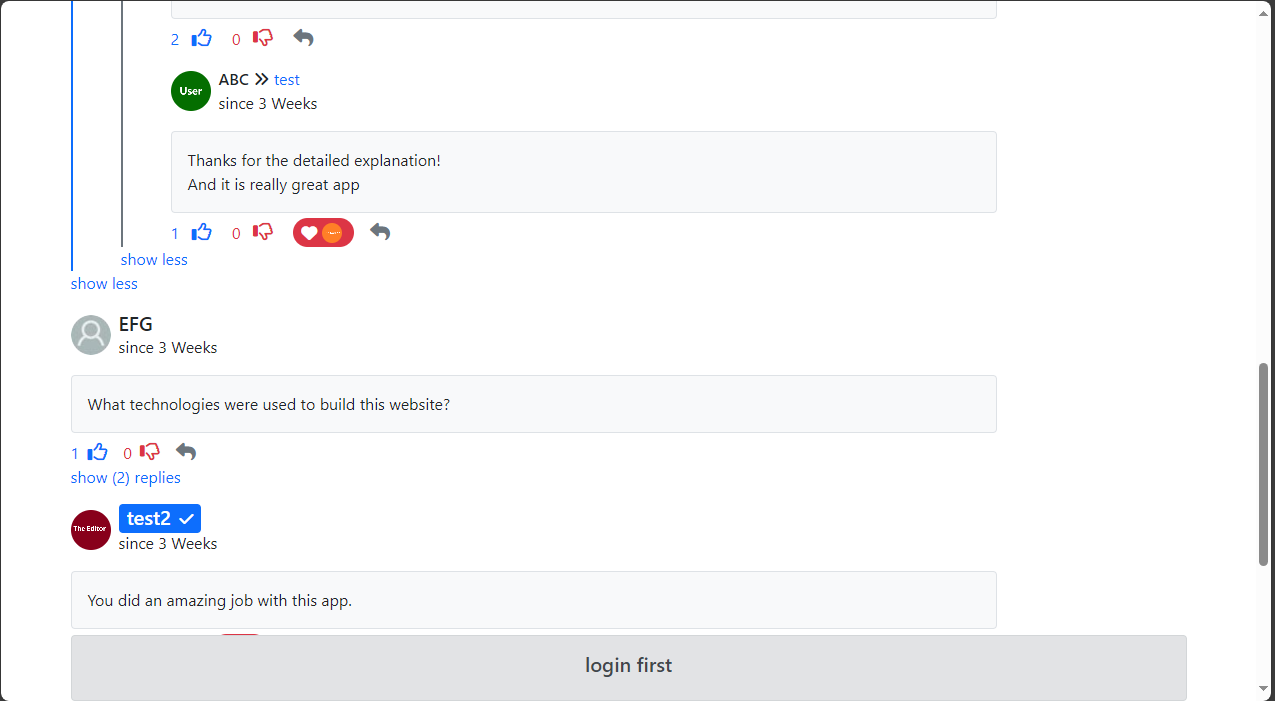 2 0
User
ABC test
since 3 Weeks
Thanks for the detailed explanation!
And it is really great app
1 0
show less
show less
EFG
since 3 Weeks
What technologies were used to build this website?
1 0
show (2) replies
The Editor
test2
since 3 Weeks
You did an amazing job with this app.
login first